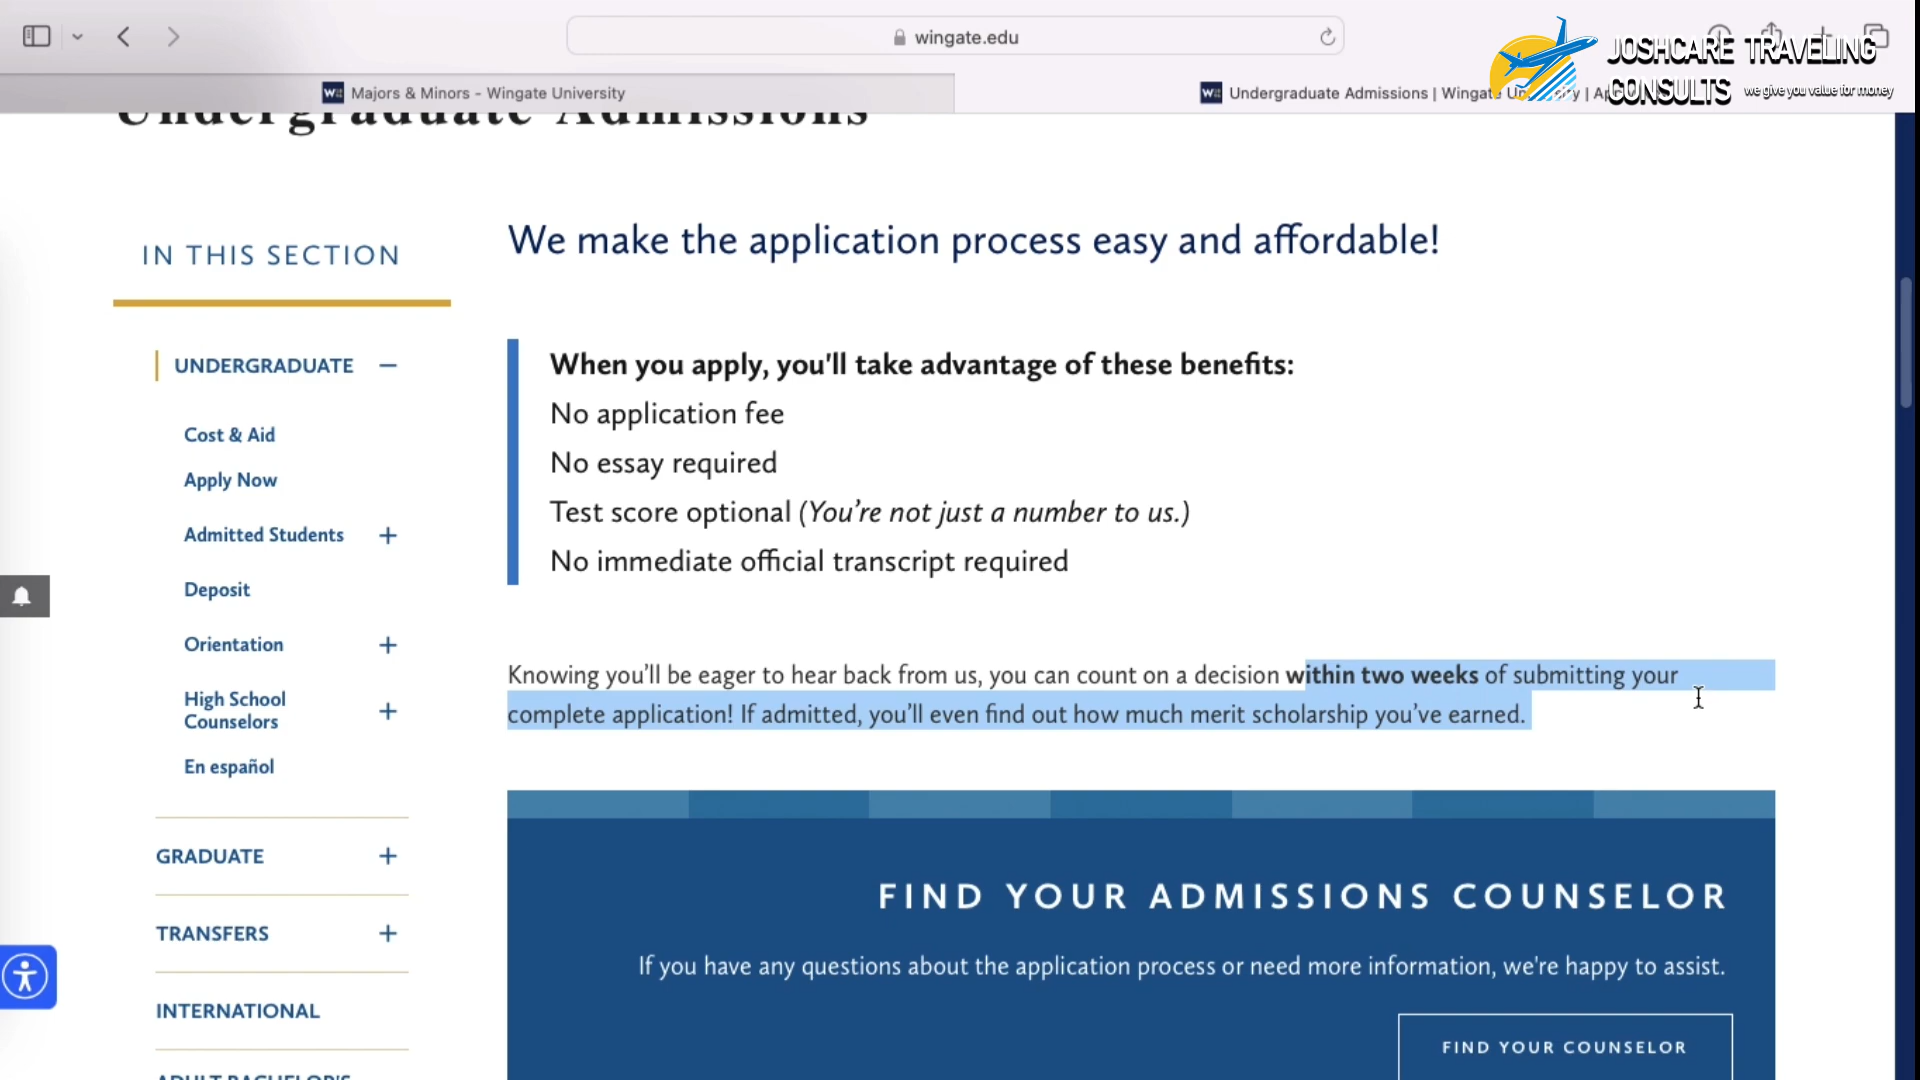 wingate.edu
JOSHCARE TRAVELING
CONSULTS we give you value for money
Majors & Minors - Wingate University
Undergraduate Admissions | Wingate
Undergraduate Admissions
IN THIS SECTION
UNDERGRADUATE
Cost & Aid
Apply Now
Admitted Students
Deposit
Orientation
High School
Counselors
En español
GRADUATE
TRANSFERS
INTERNATIONAL
ADULT BACHELOR'S
We make the application process easy and affordable!
When you apply, you'll take advantage of these benefits:
No application fee
No essay required
Test score optional (You’re not just a number to us.)
No immediate official transcript required
Knowing you’ll be eager to hear back from us, you can count on a decision within two weeks of submitting your
complete application! If admitted, you’ll even find out how much merit scholarship you’ve earned.
FIND YOUR ADMISSIONS COUNSELOR
If you have any questions about the application process or need more information, we're happy to assist.
FIND YOUR COUNSELOR